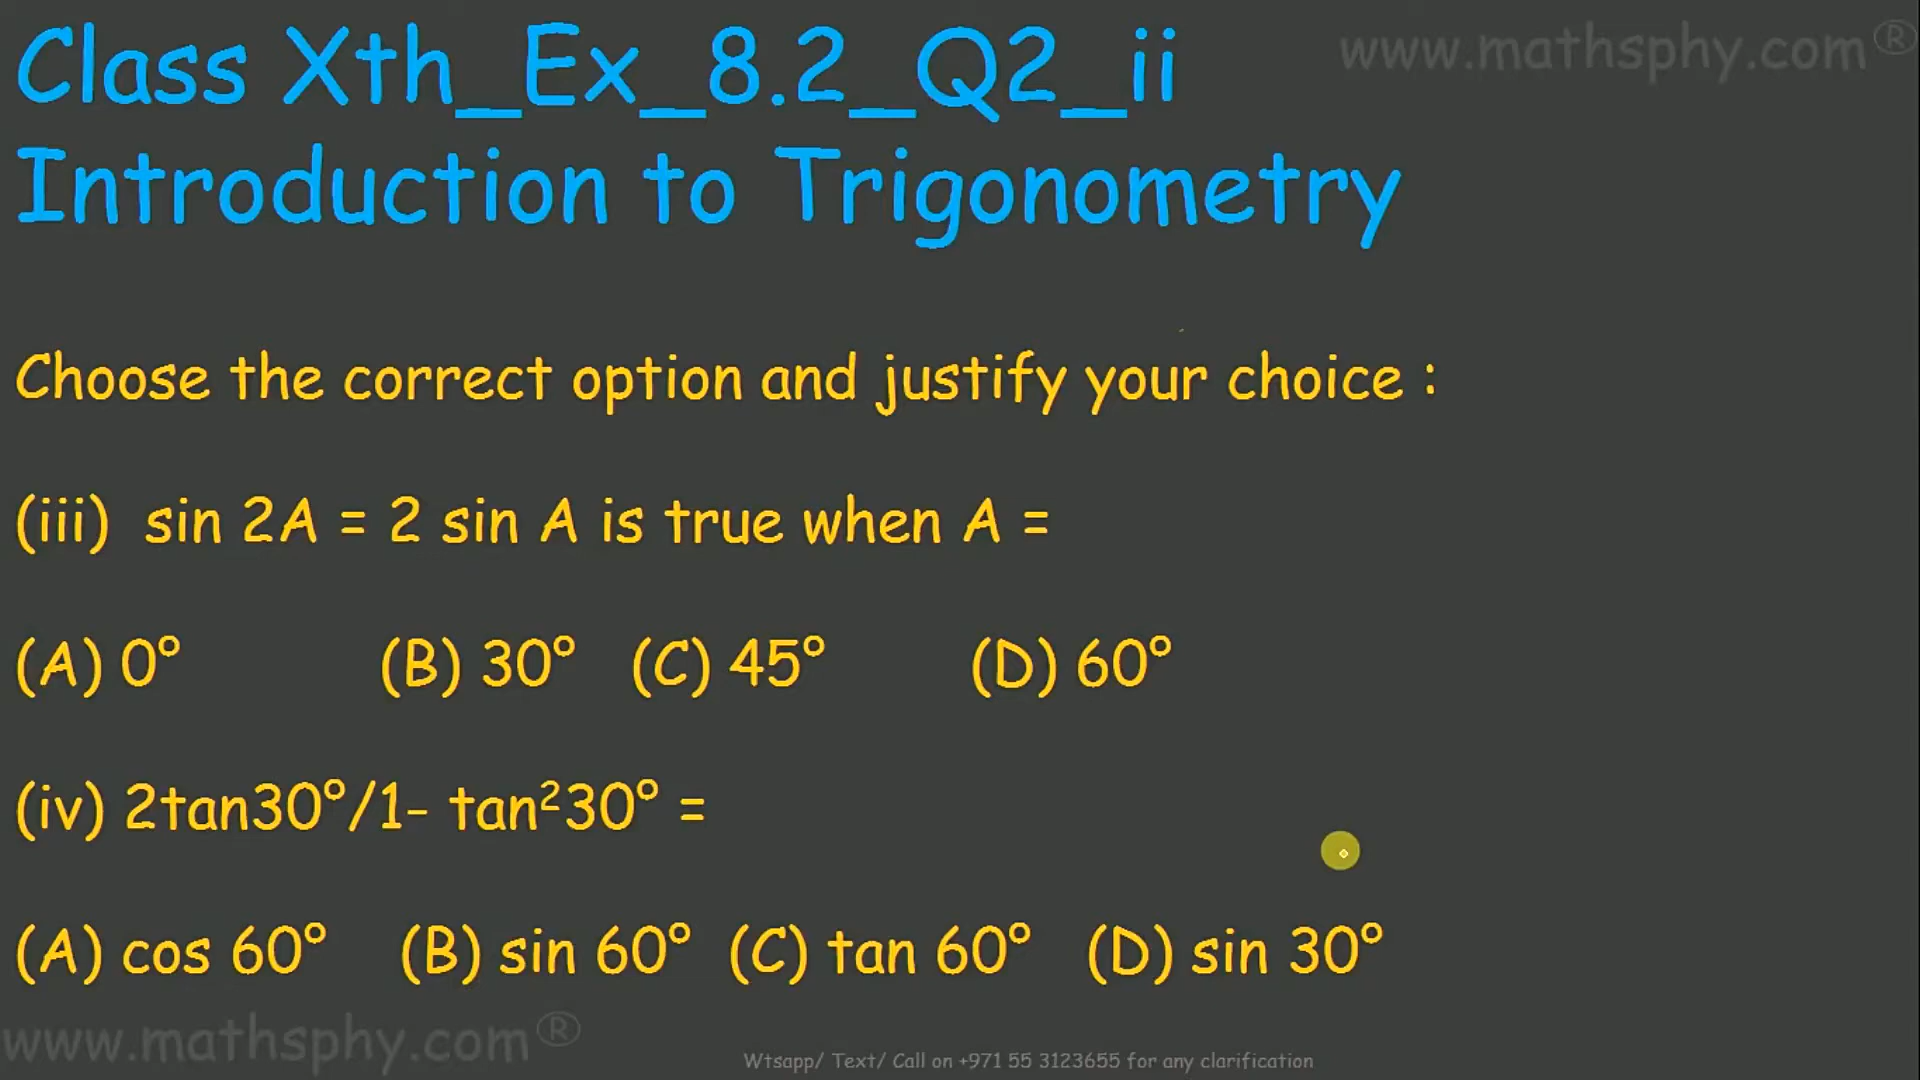 Class Xth_Ex_8.2_Q2_ii
www.mathsphy.com®
Introduction to Trigonometry
Choose the correct option and justify your choice :
(iii) sin 2A = 2 sin A is true when A =
(A) 0° (B) 30° (C) 45° (D) 60°
(iv) 2tan30°/1- tan²30° =
(A) cos 60° (B) sin 60° (C) tan 60° (D) sin 30°
www.mathsphy.com®
Wtsapp/ Text/ Call on +971 55 3123655 for any clarification